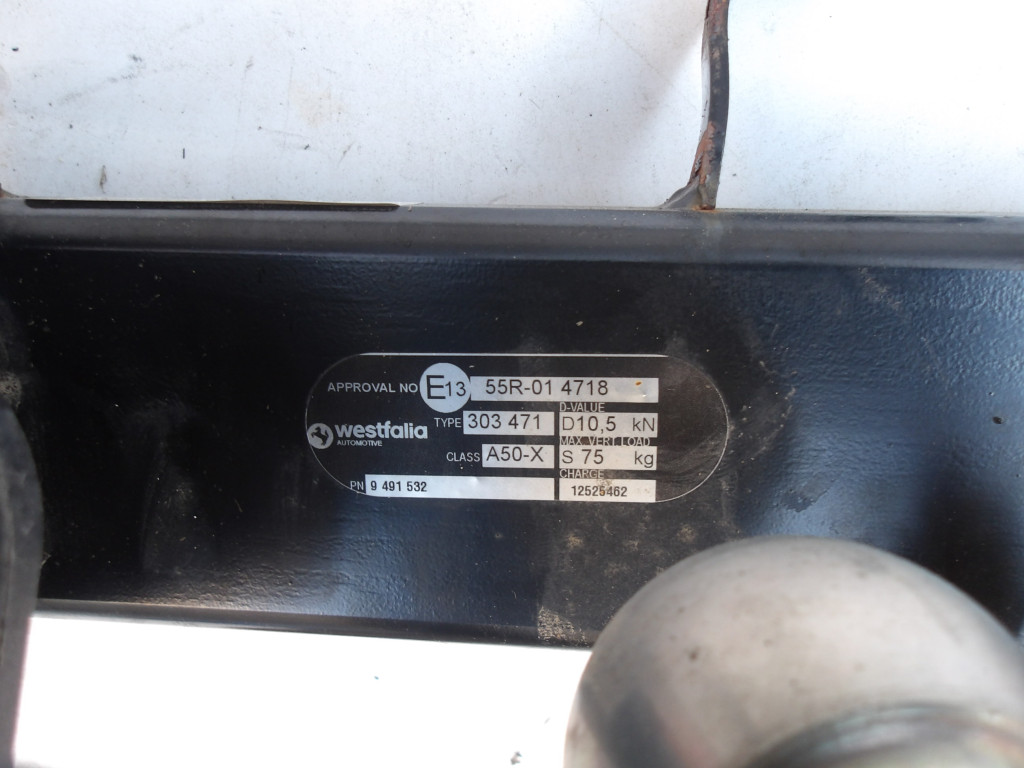 APPROVAL NO E13 55R-01 4718
westfalia
AUTOMOTIVE
TYPE 303 471
D-VALUE
D10,5 kN
CLASS A50-X
MAX VERT LOAD
S 75 kg
PN 9 491 532
CHARGE
12525462